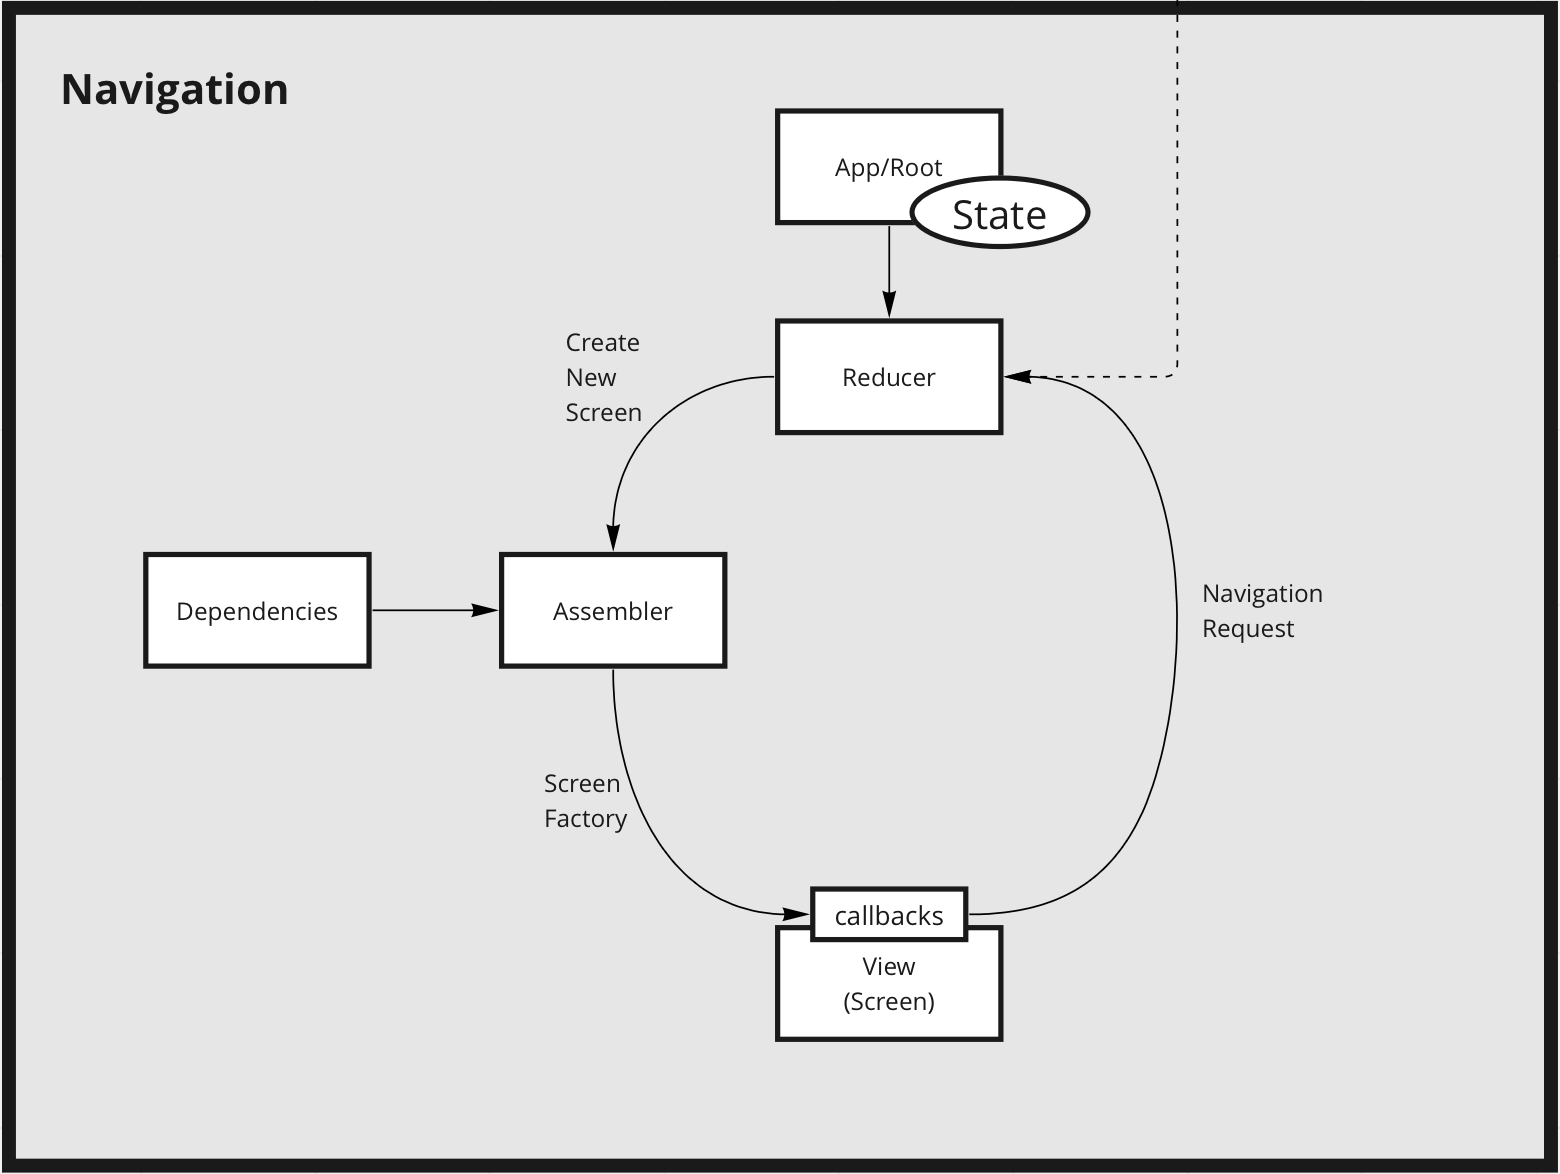 Navigation
App/Root
State
Create
New
Screen
Reducer
Dependencies
Assembler
Navigation
Request
Screen
Factory
callbacks
View
(Screen)